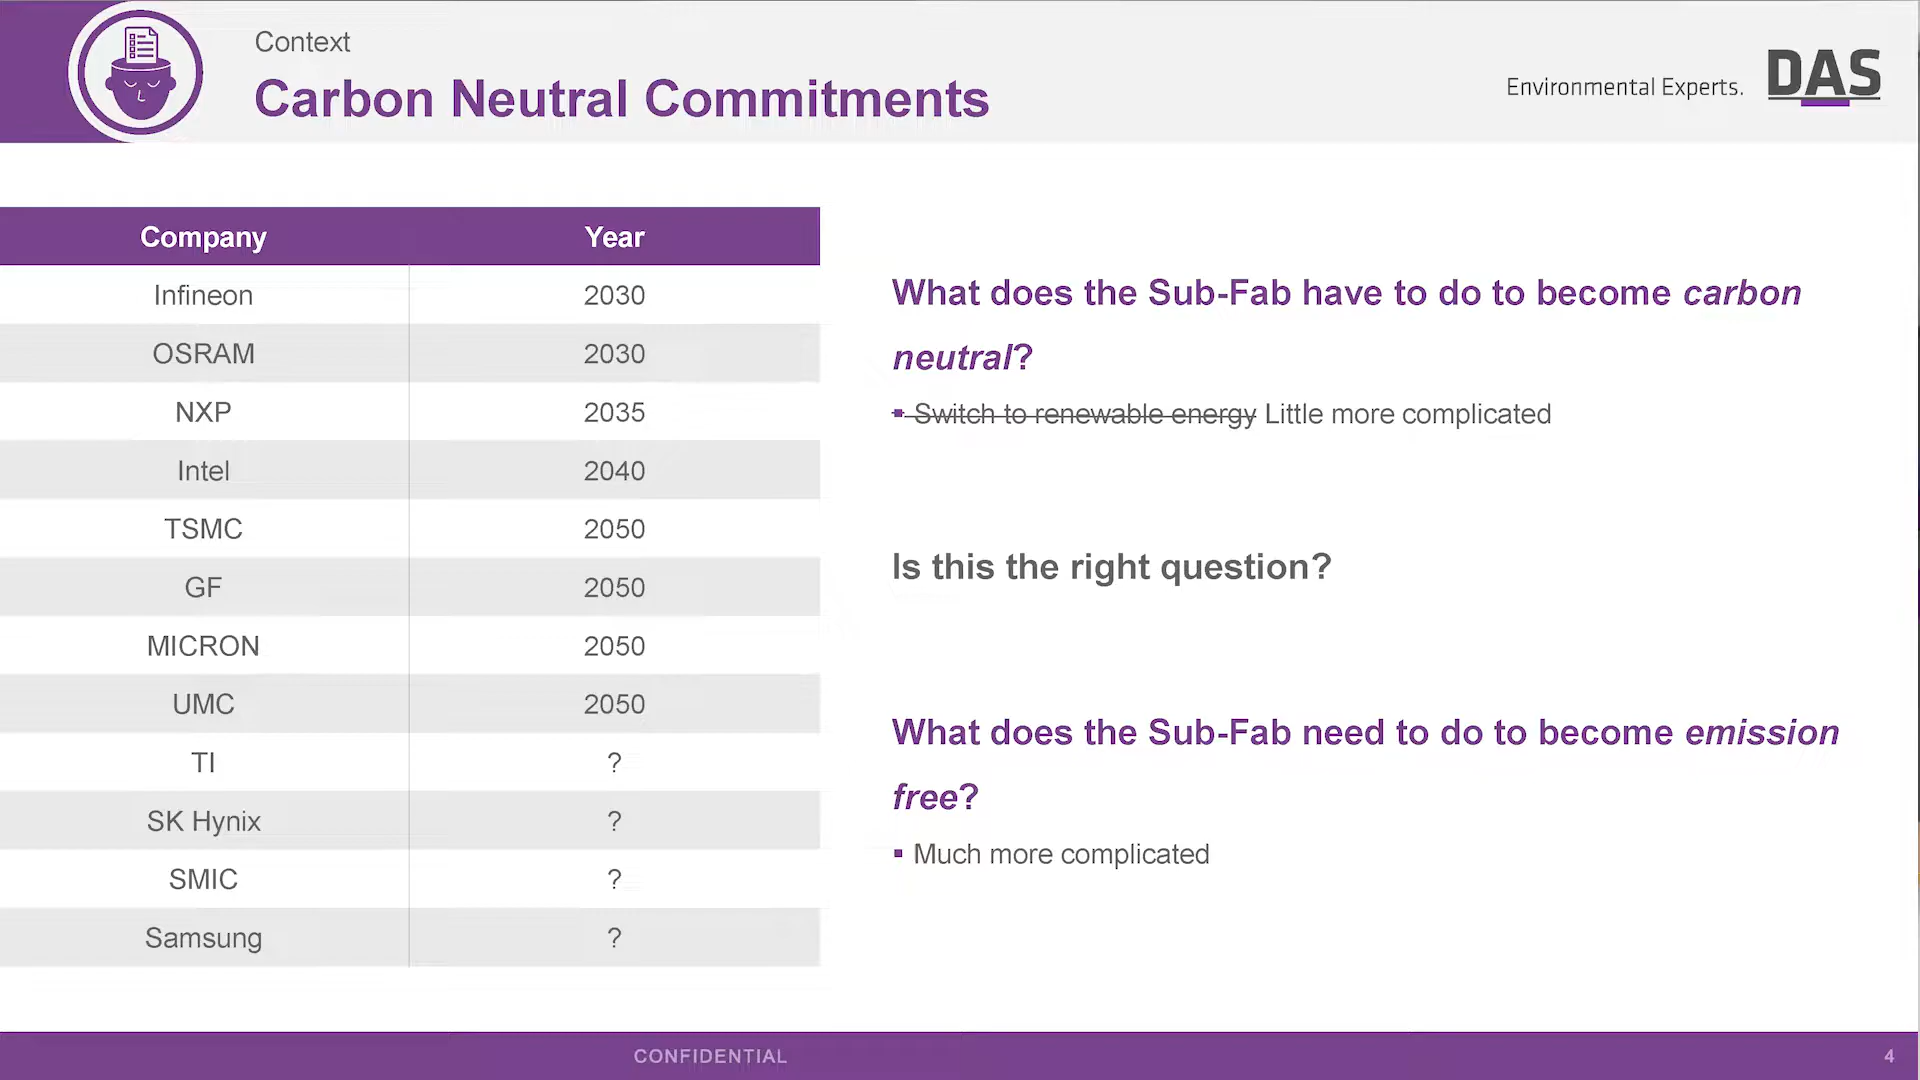 Context
Carbon Neutral Commitments
Environmental Experts. DAS
Company Year
Infineon 2030
OSRAM 2030
NXP 2035
Intel 2040
TSMC 2050
GF 2050
MICRON 2050
UMC 2050
TI ?
SK Hynix ?
SMIC ?
Samsung ?
What does the Sub-Fab have to do to become carbon
neutral?
▪ Switch to renewable energy Little more complicated
Is this the right question?
What does the Sub-Fab need to do to become emission
free?
▪ Much more complicated
CONFIDENTIAL
4